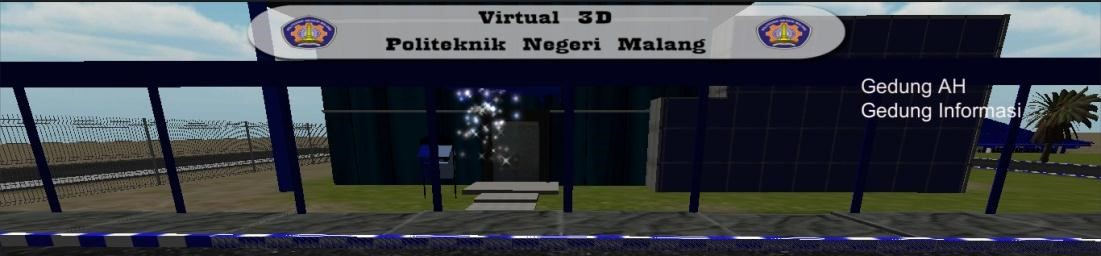 Virtual 3D
Politeknik Negeri Malang
Gedung AH
Gedung Informasi